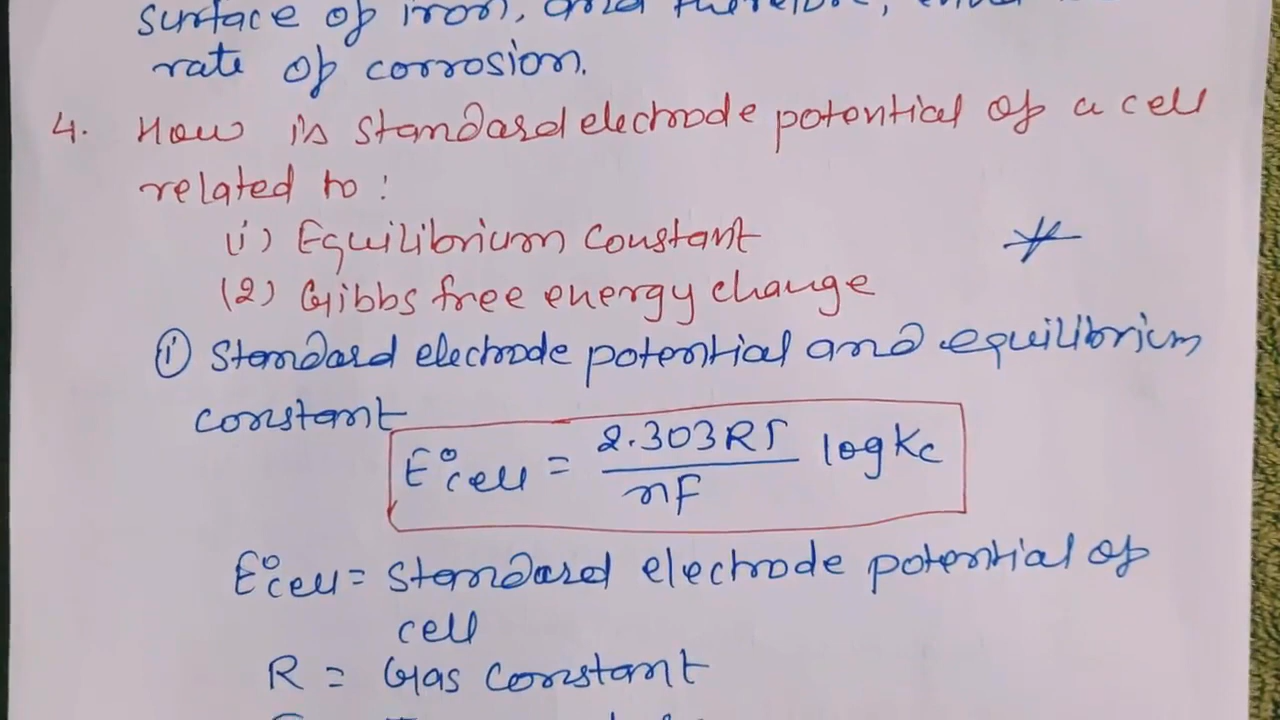 surface of iron, and therefore,
rate of corrosion.
4. How is standard electrode potential of a cell
related to :
(i) Equilibrium Constant
(2) Gibbs free energy change
① Standard electrode potential and equilibrium
constant
E°cell = 2.303RT / nF log Kc
E°cell = Standard electrode potential of
cell
R = Gas constant